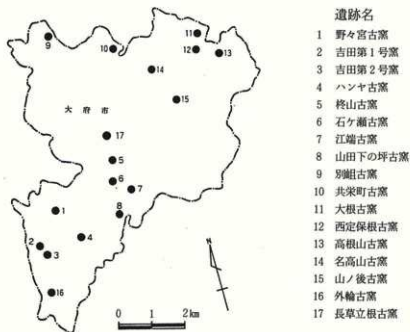 遺跡名
1 野々宮古窯
2 吉田第1号窯
3 吉田第2号窯
4 ハンヤ古窯
5 柊山古窯
6 石ケ瀬古窯
7 江端古窯
8 山田下の坪古窯
9 別岨古窯
10 共栄町古窯
11 大根古窯
12 西定保根古窯
13 高根山古窯
14 名高山古窯
15 山ノ後古窯
16 外輪古窯
17 長草立根古窯
9
10
11
12
13
14
15
大府市
17
5
6
7
8
1
2
3
4
16
N
0 1 2km